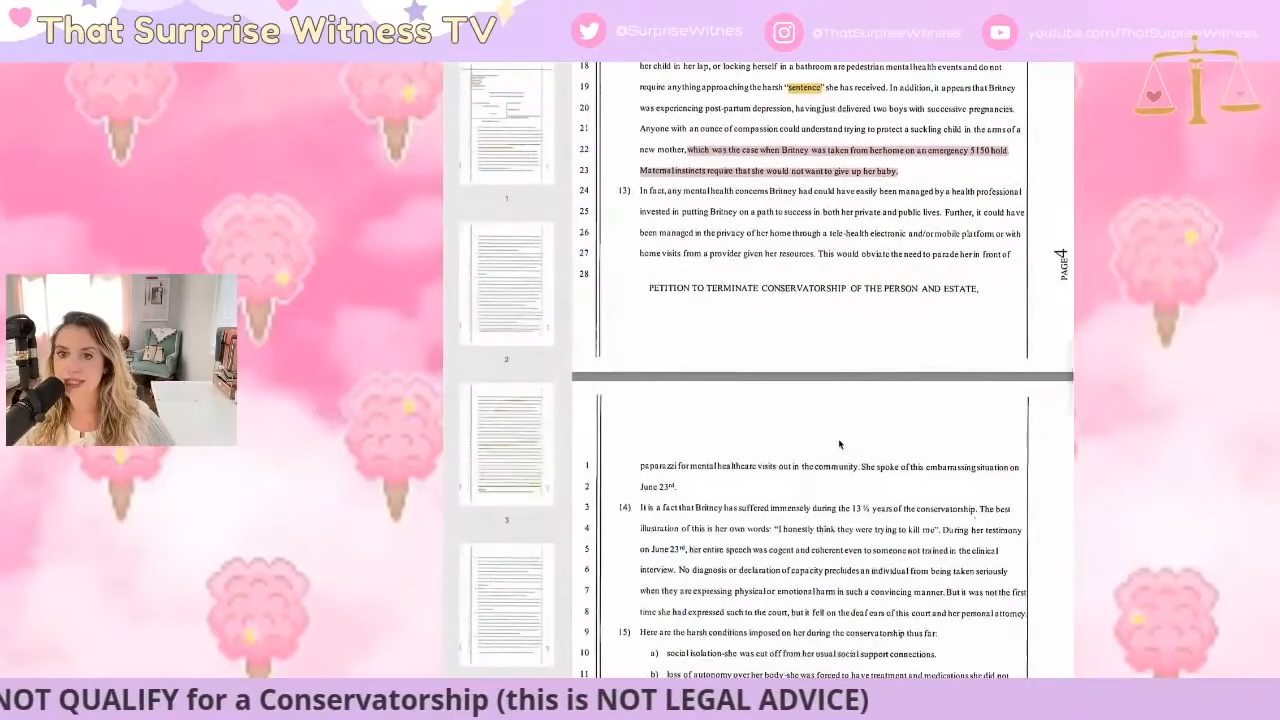 That Surprise Witness TV
@SurpriseWitnes
@ThatSurpriseWitness
youtube.com/ThatSurpriseWitness
18 her child in her lap, or locking herself in a bathroom are pedestrian mental health events and do not
19 require anything approaching the harsh "sentence" she has received. In addition it appears that Britney
20 was experiencing post-partum depression, having just delivered two boys with successive pregnancies.
21 Anyone with an ounce of compassion could understand trying to protect a suckling child in the arms of a
22 new mother, which was the case when Britney was taken from her home on an emergency 5150 hold.
23 Maternal instincts require that she would not want to give up her baby.
24 13) In fact, any mental health concerns Britney had could have easily been managed by a health professional
25 invested in putting Britney on a path to success in both her private and public lives. Further, it could have
26 been managed in the privacy of her home through a tele-health electronic and/or mobile platform or with
27 home visits from a provider given her resources. This would obviate the need to parade her in front of
28
PETITION TO TERMINATE CONSERVATORSHIP OF THE PERSON AND ESTATE,
PAGE 4
1 paparazzi for mental healthcare visits out in the community. She spoke of this embarrassing situation on
2 June 23rd.
3 14) It is a fact that Britney has suffered immensely during the 13 ½ years of the conservatorship. The best
4 illustration of this is her own words: "I honestly think they were trying to kill me". During her testimony
5 on June 23rd, her entire speech was cogent and coherent even to someone not trained in the clinical
6 interview. No diagnosis or declaration of capacity precludes an individual from being taken seriously
7 when they are expressing physical or emotional harm in such a convincing manner. But it was not the first
8 time she had expressed such to the court, but it fell on the deaf ears of this court and her personal attorney.
9 15) Here are the harsh conditions imposed on her during the conservatorship thus far:
10 a) social isolation-she was cut off from her usual social support connections.
11 b) loss of autonomy over her body-she was forced to have treatment and medications she did not
1
2
3
NOT QUALIFY for a Conservatorship (this is NOT LEGAL ADVICE)